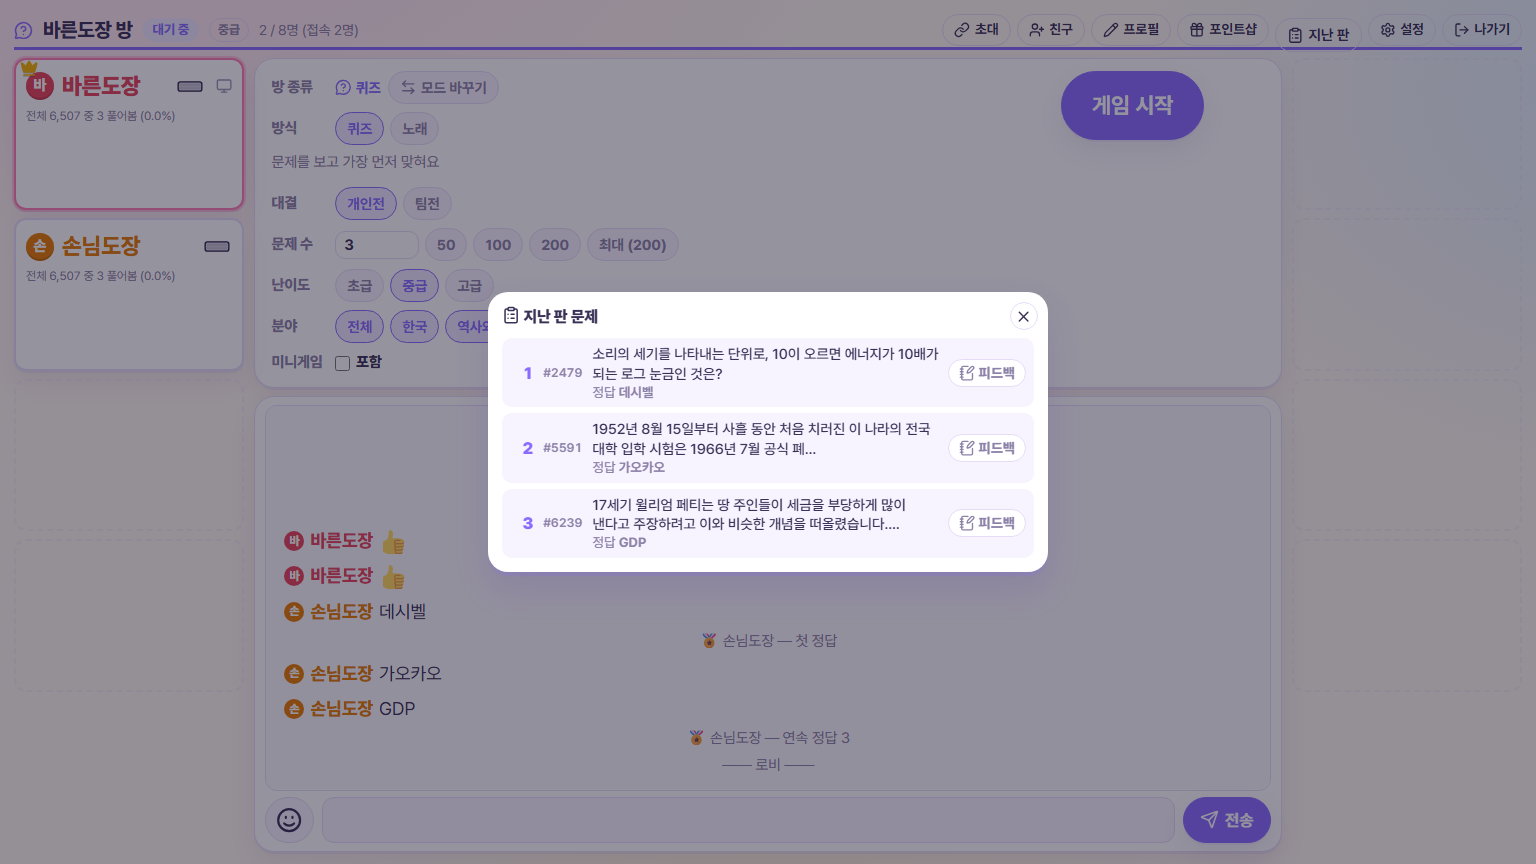 바른도장 방 대기 중 중급 2 / 8명 (접속 2명) 초대 친구 프로필 포인트샵 지난 판 설정 나가기
바 바른도장
전체 6,507 중 3 풀어봄 (0.0%)
손 손님도장
전체 6,507 중 3 풀어봄 (0.0%)
방 종류 퀴즈 모드 바꾸기
게임 시작
방식 퀴즈 노래
문제를 보고 가장 먼저 맞혀요
대결 개인전 팀전
문제 수 3 50 100 200 최대 (200)
난이도 초급 중급 고급
분야 전체 한국
미니게임 포함
지난 판 문제
1 #2479 소리의 세기를 나타내는 단위로, 10이 오르면 에너지가 10배가
되는 로그 눈금인 것은?
정답 데시벨
피드백
2 #5591 1952년 8월 15일부터 사흘 동안 처음 치러진 이 나라의 전국
대학 입학 시험은 1966년 7월 공식 폐...
정답 가오카오
피드백
3 #6239 17세기 윌리엄 페티는 땅 주인들이 세금을 부당하게 많이
낸다고 주장하려고 이와 비슷한 개념을 떠올렸습니다....
정답 GDP
피드백
바 바른도장
바 바른도장
손 손님도장 데시벨
손님도장 — 첫 정답
손 손님도장 가오카오
손 손님도장 GDP
손님도장 — 연속 정답 3
—— 로비 ——
전송